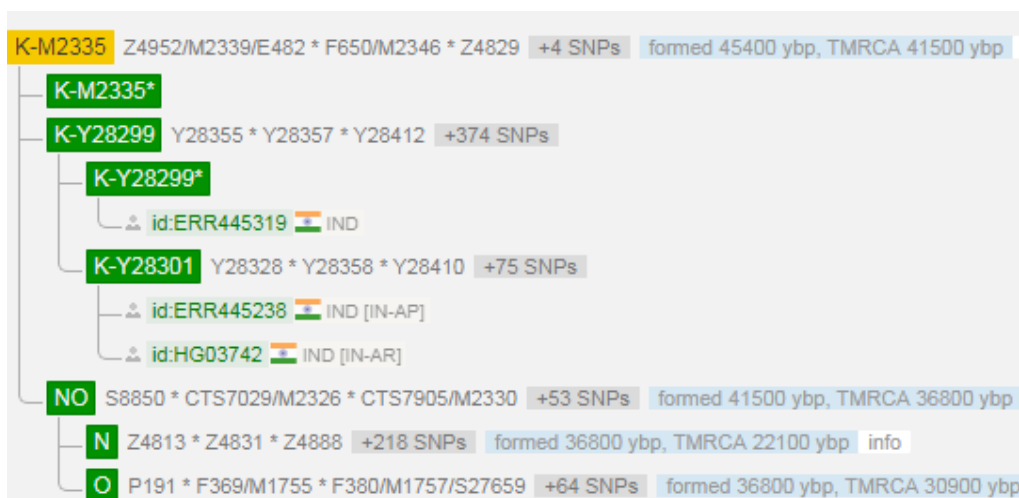 K-M2335 Z4952/M2339/E482 * F650/M2346 * Z4829 +4 SNPs formed 45400 ybp, TMRCA 41500 ybp
K-M2335*
K-Y28299 Y28355 * Y28357 * Y28412 +374 SNPs
K-Y28299*
id:ERR445319 IND
K-Y28301 Y28328 * Y28358 * Y28410 +75 SNPs
id:ERR445238 IND [IN-AP]
id:HG03742 IND [IN-AR]
NO S8850 * CTS7029/M2326 * CTS7905/M2330 +53 SNPs formed 41500 ybp, TMRCA 36800 ybp
N Z4813 * Z4831 * Z4888 +218 SNPs formed 36800 ybp, TMRCA 22100 ybp info
O P191 * F369/M1755 * F380/M1757/S27659 +64 SNPs formed 36800 ybp, TMRCA 30900 ybp